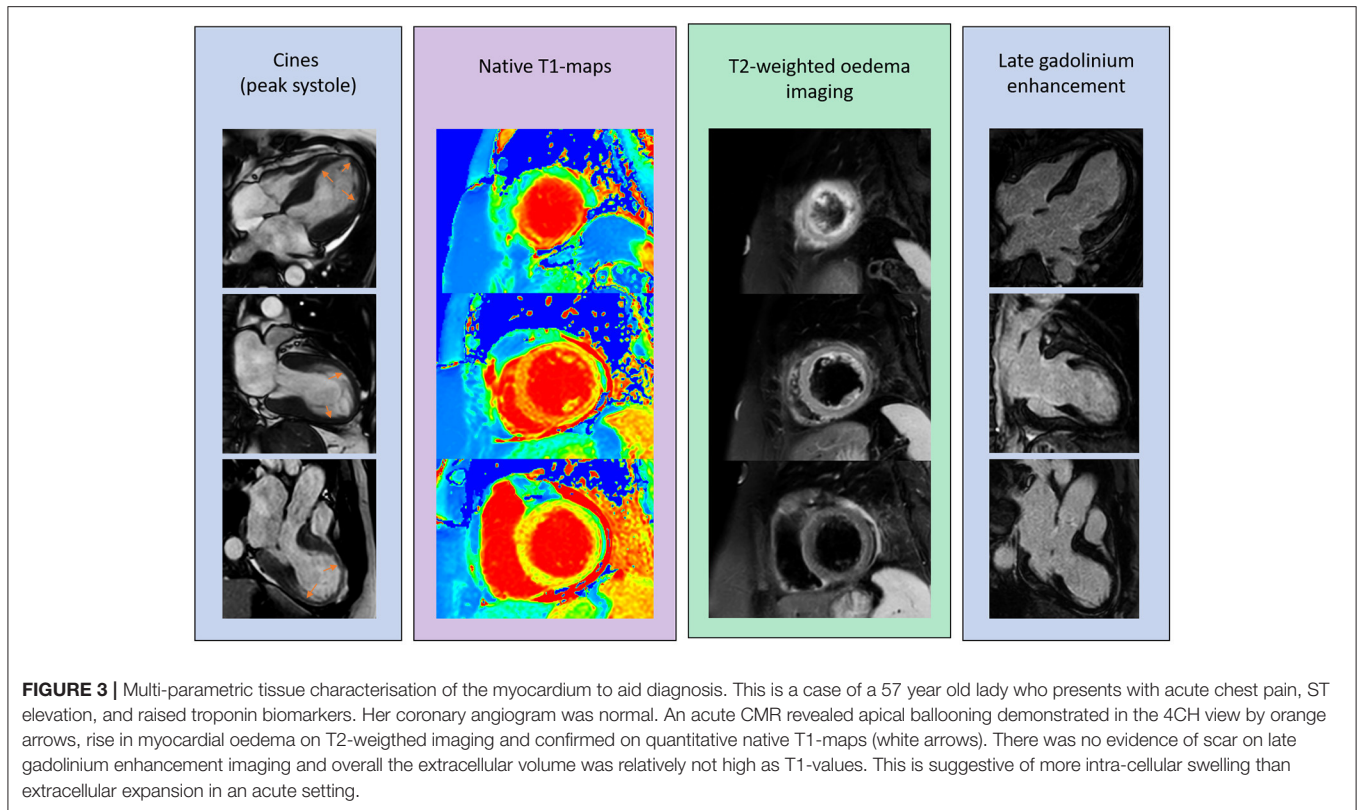 Cines
(peak systole)
Native T1-maps
T2-weighted oedema
imaging
Late gadolinium
enhancement
FIGURE 3 | Multi-parametric tissue characterisation of the myocardium to aid diagnosis. This is a case of a 57 year old lady who presents with acute chest pain, ST
elevation, and raised troponin biomarkers. Her coronary angiogram was normal. An acute CMR revealed apical ballooning demonstrated in the 4CH view by orange
arrows, rise in myocardial oedema on T2-weigthed imaging and confirmed on quantitative native T1-maps (white arrows). There was no evidence of scar on late
gadolinium enhancement imaging and overall the extracellular volume was relatively not high as T1-values. This is suggestive of more intra-cellular swelling than
extracellular expansion in an acute setting.